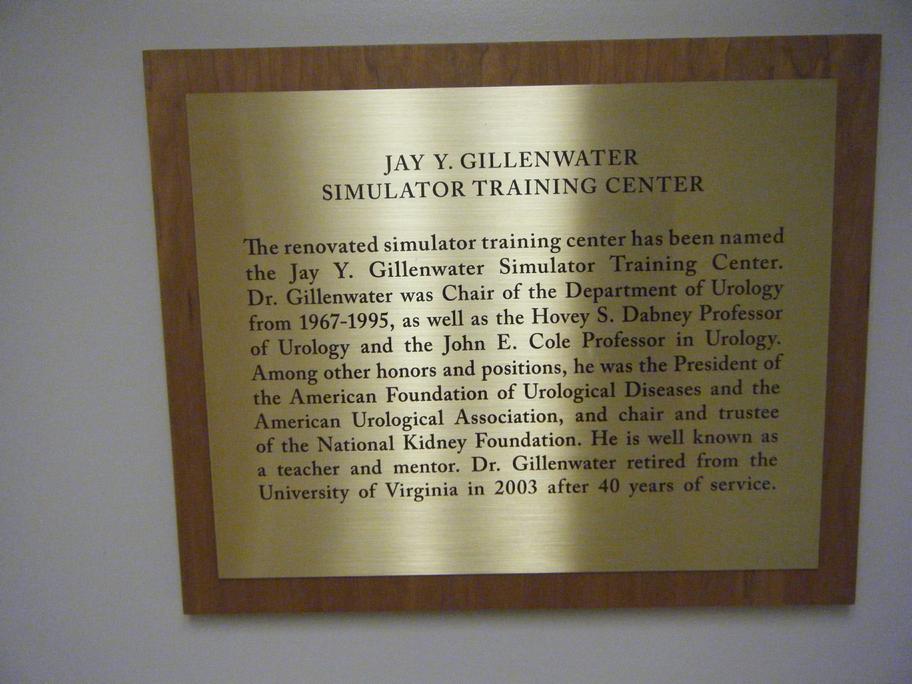 JAY Y. GILLENWATER
SIMULATOR TRAINING CENTER
The renovated simulator training center has been named
the Jay Y. Gillenwater Simulator Training Center.
Dr. Gillenwater was Chair of the Department of Urology
from 1967-1995, as well as the Hovey S. Dabney Professor
of Urology and the John E. Cole Professor in Urology.
Among other honors and positions, he was the President of
the American Foundation of Urological Diseases and the
American Urological Association, and chair and trustee
of the National Kidney Foundation. He is well known as
a teacher and mentor. Dr. Gillenwater retired from the
University of Virginia in 2003 after 40 years of service.